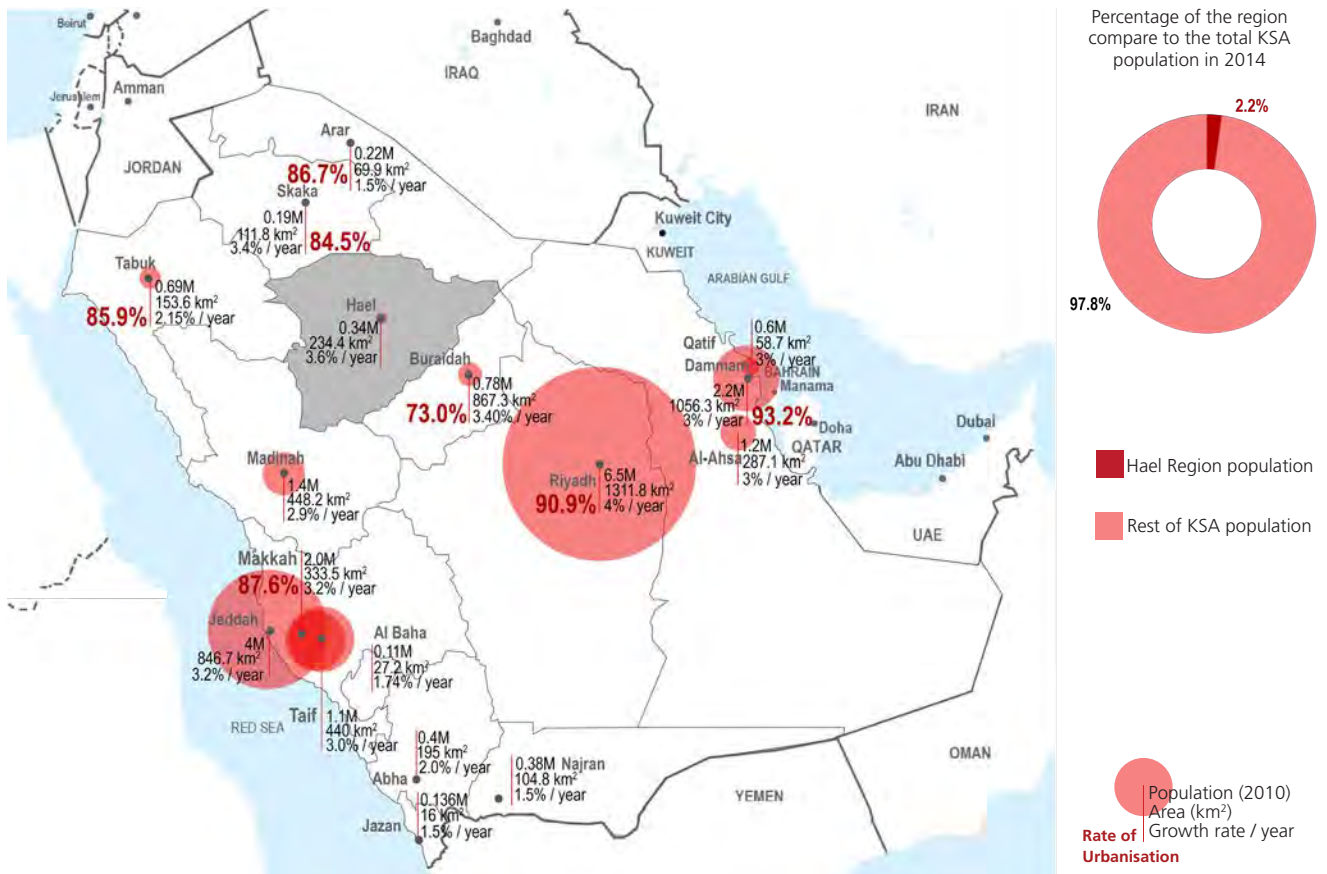 Beirut
Baghdad
IRAQ
Amman
Jerusalem
IRAN
Arar
0.22M
69.9 km²
1.5% / year
86.7%
JORDAN
Skaka
0.19M
111.8 km²
3.4% / year
84.5%
Kuwait City
KUWAIT
ARABIAN GULF
Tabuk
0.69M
153.6 km²
2.15% / year
85.9%
Hael
0.34M
234.4 km²
3.6% / year
Buraidah
0.78M
867.3 km²
3.40% / year
73.0%
Qatif
0.6M
58.7 km²
3% / year
Dammam
BAHRAIN
Manama
2.2M
1056.3 km²
3% / year
93.2%
Doha
QATAR
Dubai
Abu Dhabi
UAE
Al-Ahsa
1.2M
287.1 km²
3% / year
Madinah
1.4M
448.2 km²
2.9% / year
Riyadh
6.5M
1311.8 km²
4% / year
90.9%
Makkah
2.0M
333.5 km²
3.2% / year
87.6%
Jeddah
4M
846.7 km²
3.2% / year
Al Baha
0.11M
27.2 km²
1.74% / year
Taif
1.1M
440 km²
3.0% / year
RED SEA
0.4M
195 km²
2.0% / year
Abha
0.136M
16 km²
1.5% / year
Jazan
0.38M
104.8 km²
1.5% / year
Najran
YEMEN
OMAN
Percentage of the region
compare to the total KSA
population in 2014
2.2%
97.8%
Hael Region population
Rest of KSA population
Population (2010)
Area (km²)
Growth rate / year
Rate of
Urbanisation